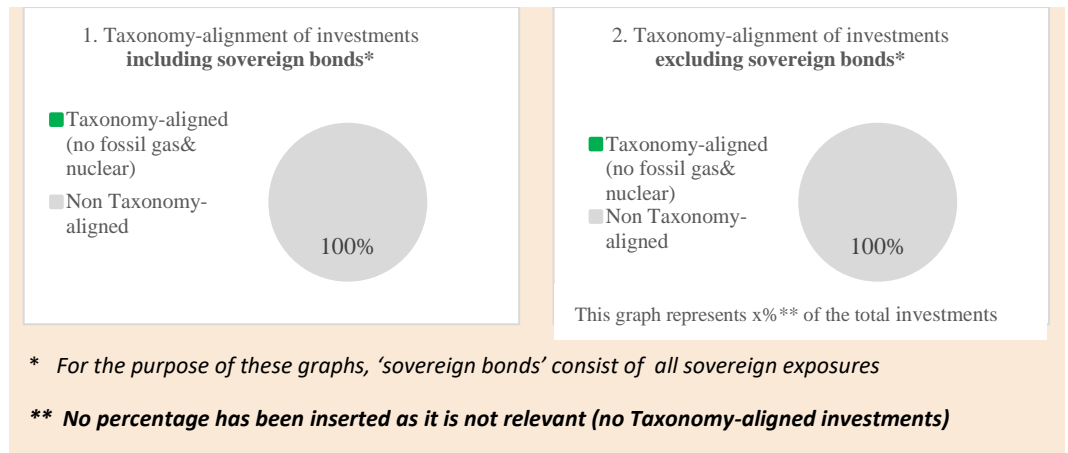 1. Taxonomy-alignment of investments
including sovereign bonds*
Taxonomy-aligned
(no fossil gas&
nuclear)
Non Taxonomy-
aligned
100%
2. Taxonomy-alignment of investments
excluding sovereign bonds*
Taxonomy-aligned
(no fossil gas&
nuclear)
Non Taxonomy-
aligned
100%
This graph represents x%** of the total investments
* For the purpose of these graphs, ‘sovereign bonds’ consist of all sovereign exposures
** No percentage has been inserted as it is not relevant (no Taxonomy-aligned investments)